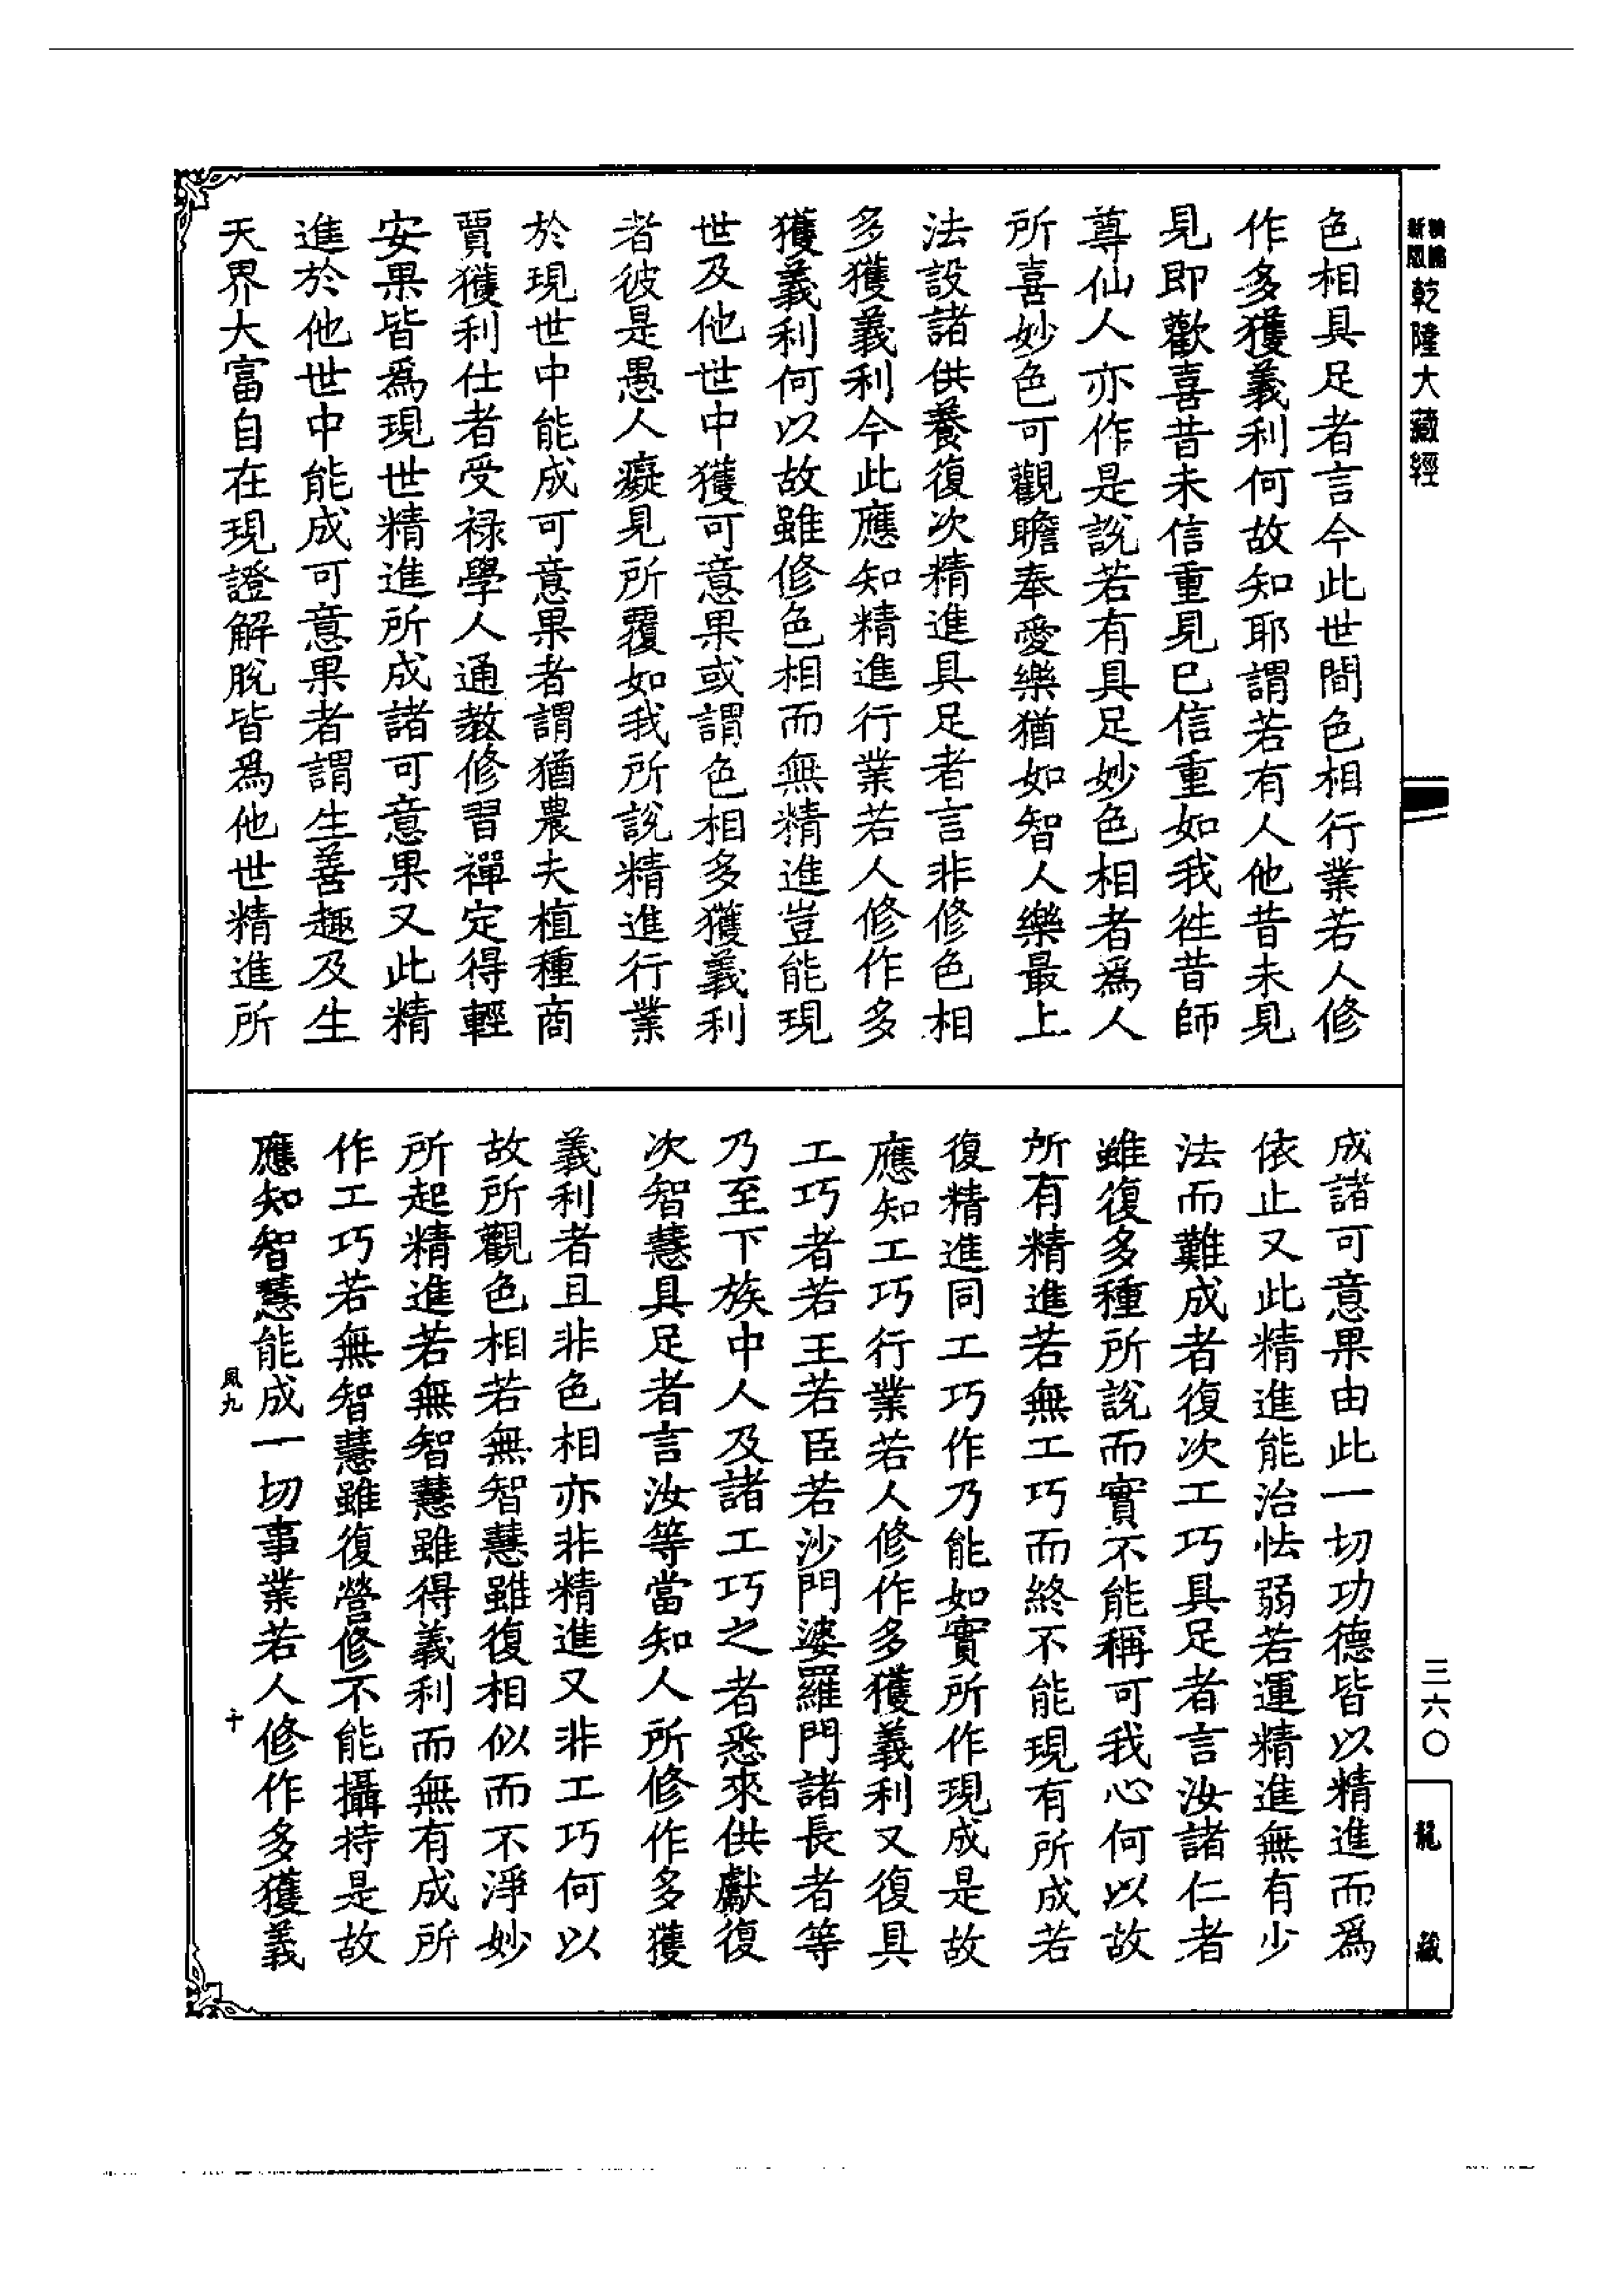 新版
精譜
乾隆大藏經
色相具足者言今此世間色相行業若人修
作多獲義利何故知耶謂若有人他昔未見
見即歡喜昔未信重見已信重如我徃昔師
尊仙人亦作是說若有具足妙色相者爲人
所喜妙色可觀瞻奉愛樂猶如智人樂最上
法設諸供養復次精進具足者言非修色相
多獲義利今此應知精進行業若人修作多
獲義利何以故雖修色相而無精進豈能現
世及他世中獲可意果或謂色相多獲義利
者彼是愚人癡見所覆如我所說精進行業
於現世中能成可意果者謂猶農夫植種商
賈獲利仕者受祿學人通教修習禪定得輕
安果皆爲現世精進所成諸可意果又此精
進於他世中能成可意果者謂生善趣及生
天界大富自在現證解脫皆爲他世精進所
成諸可意果由此一切功德皆以精進而爲
依止又此精進能治怯弱若運精進無有少
法而難成者復次工巧具足者言汝諸仁者
雖復多種所說而實不能稱可我心何以故
所有精進若無工巧而終不能現有所成若
復精進同工巧作乃能如實所作現成是故
應知工巧行業若人修作多獲義利又復具
工巧者若王若臣若沙門婆羅門諸長者等
乃至下族中人及諸工巧之者悉來供獻復
次智慧具足者言汝等當知人所修作多獲
義利者且非色相亦非精進又非工巧何以
故所觀色相若無智慧雖復相似而不淨妙
所起精進若無智慧雖得義利而無有成所
作工巧若無智慧雖復營修不能攝持是故
應知智慧能成一切事業若人修作多獲義
風九
十
三六〇
龍藏